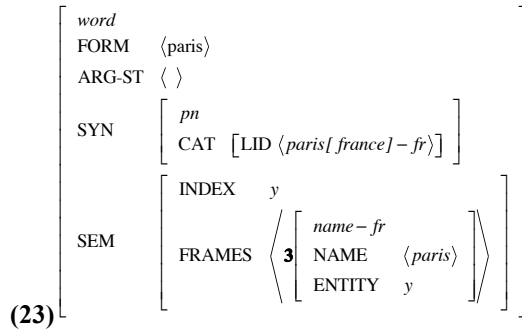 word
FORM ⟨paris⟩
ARG-ST ⟨ ⟩
SYN [pn
CAT [LID ⟨paris[ france] – fr⟩]]
SEM [INDEX y
FRAMES ⟨3[name – fr
NAME ⟨paris⟩
ENTITY y]⟩]
(23)